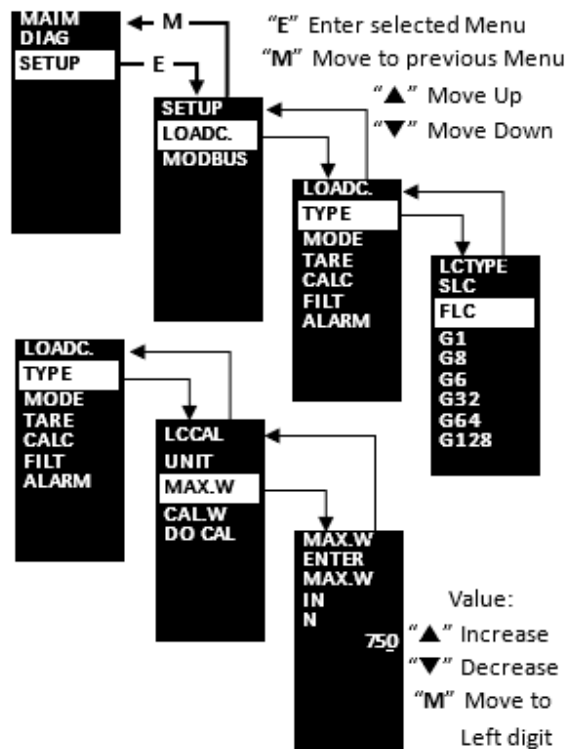 MAIM
DIAG
SETUP
M
E
"E" Enter selected Menu
"M" Move to previous Menu
"▲" Move Up
"▼" Move Down
SETUP
LOADC.
MODBUS
LOADC.
TYPE
MODE
TARE
CALC
FILT
ALARM
LCTYPE
SLC
FLC
G1
G8
G6
G32
G64
G128
LOADC.
TYPE
MODE
TARE
CALC
FILT
ALARM
LCCAL
UNIT
MAX.W
CAL.W
DO CAL
MAX.W
ENTER
MAX.W
IN
N
750
Value:
"▲" Increase
"▼" Decrease
"M" Move to
Left digit